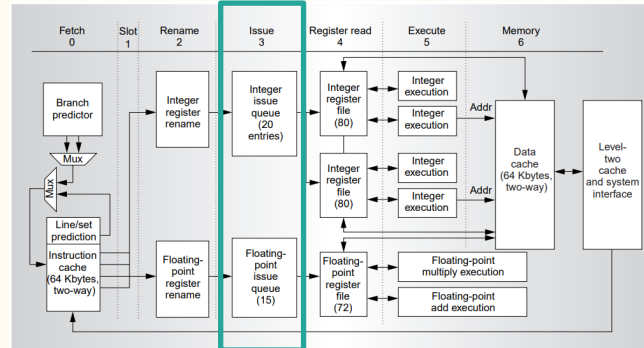 Fetch
0
Slot
1
Rename
2
Issue
3
Register read
4
Execute
5
Memory
6
Branch
predictor
Mux
Mux
Line/set
prediction
Instruction
cache
(64 Kbytes,
two-way)
Integer
register
rename
Floating-
point
register
rename
Integer
issue
queue
(20
entries)
Floating-
point
issue
queue
(15)
Integer
register
file
(80)
Integer
register
file
(80)
Floating-
point
register
file
(72)
Integer
execution
Integer
execution
Integer
execution
Integer
execution
Floating-point
multiply execution
Floating-point
add execution
Addr
Addr
Data
cache
(64 Kbytes,
two-way)
Level-
two
cache
and system
interface